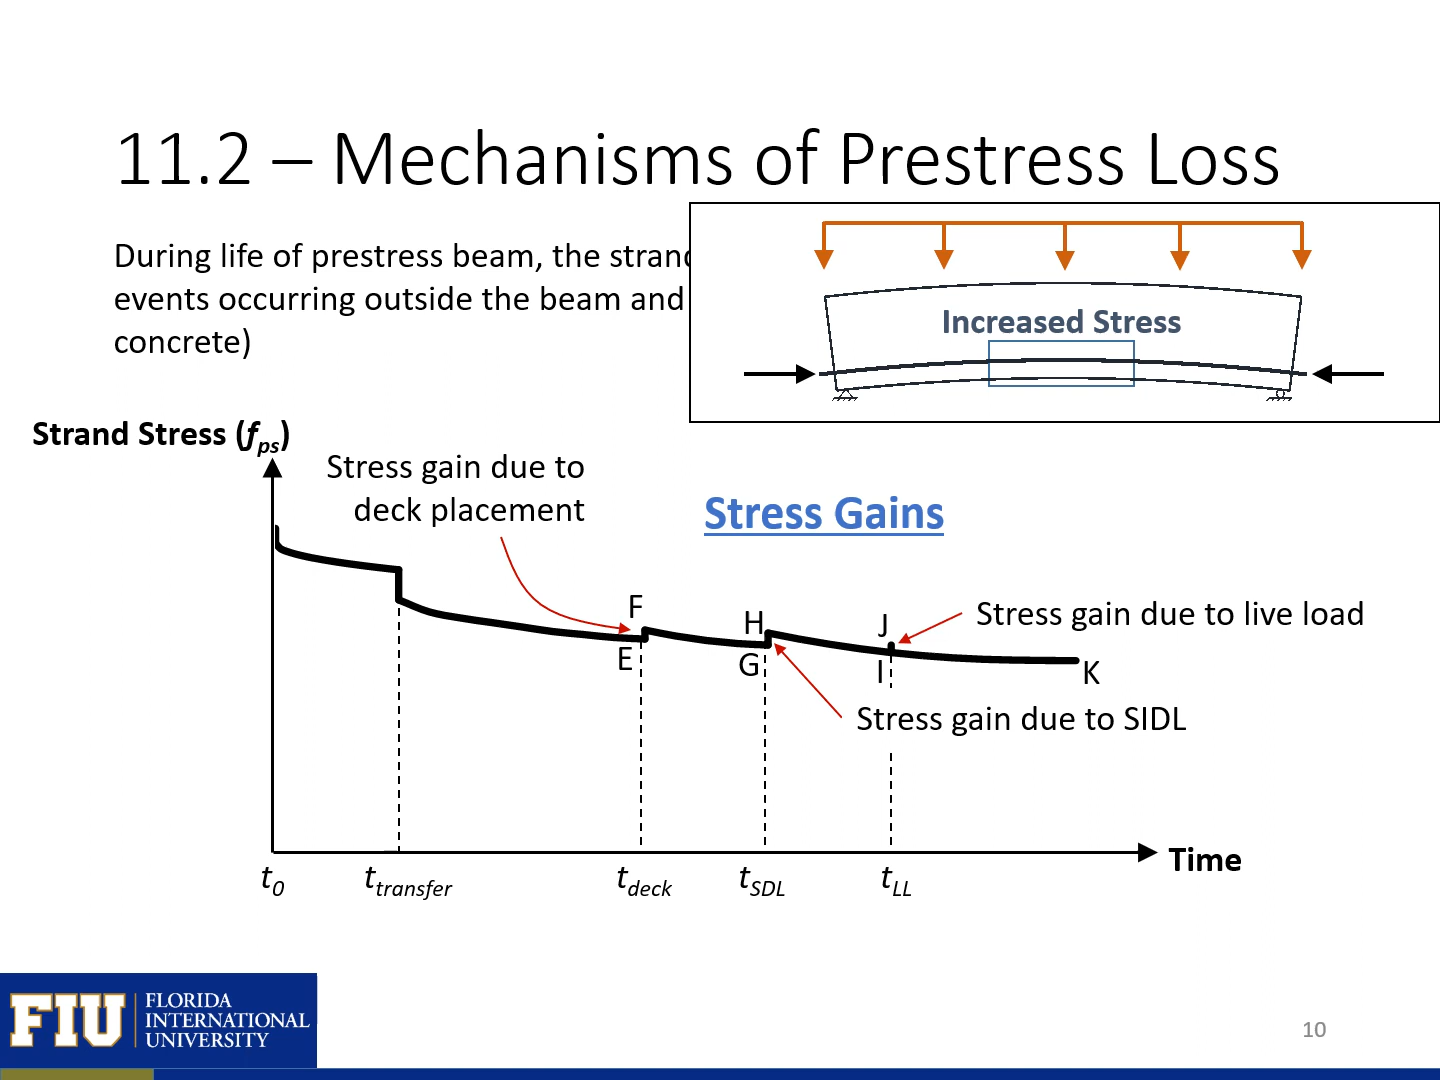 11.2 – Mechanisms of Prestress Loss
During life of prestress beam, the strand
events occurring outside the beam and
concrete)
Increased Stress
Strand Stress (fps)
Stress gain due to
deck placement
Stress Gains
F
E
H
G
J
I
K
Stress gain due to live load
Stress gain due to SIDL
Time
t0
ttransfer
tdeck
tSDL
tLL
FIU
FLORIDA
INTERNATIONAL
UNIVERSITY
10